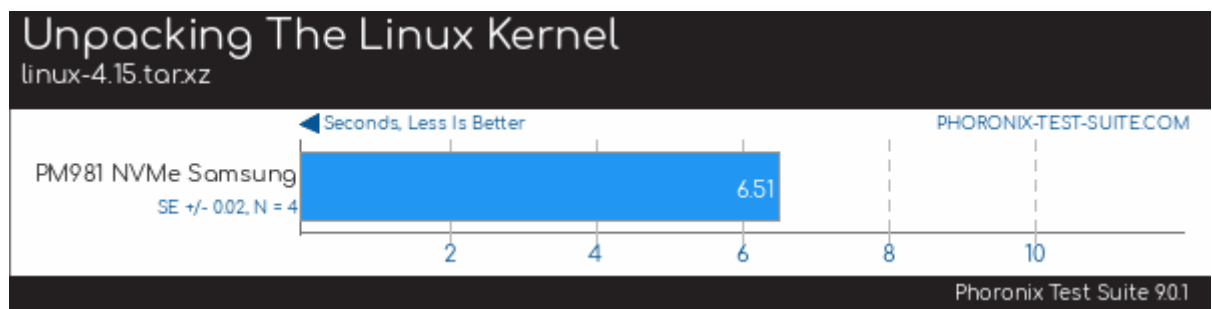 Unpacking The Linux Kernel
linux-4.15.tar.xz
Seconds, Less Is Better
PHORONIX-TEST-SUITE.COM
PM981 NVMe Samsung
6.51
SE +/- 0.02, N = 4
2 4 6 8 10
Phoronix Test Suite 9.0.1